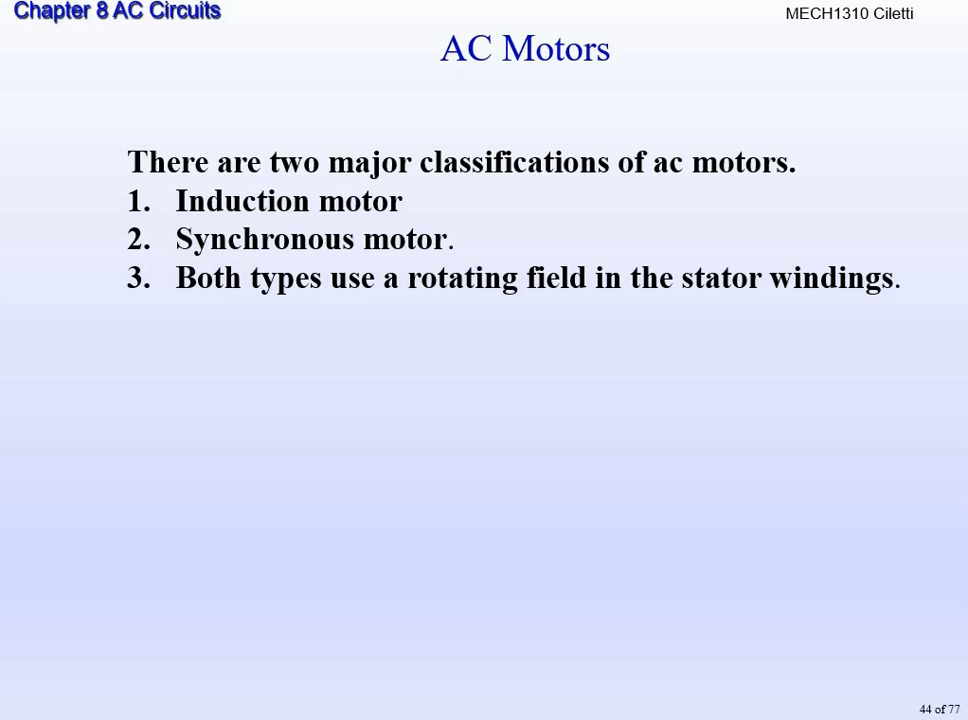 Chapter 8 AC Circuits
MECH1310 Ciletti
AC Motors
There are two major classifications of ac motors.
1. Induction motor
2. Synchronous motor.
3. Both types use a rotating field in the stator windings.
44 of 77